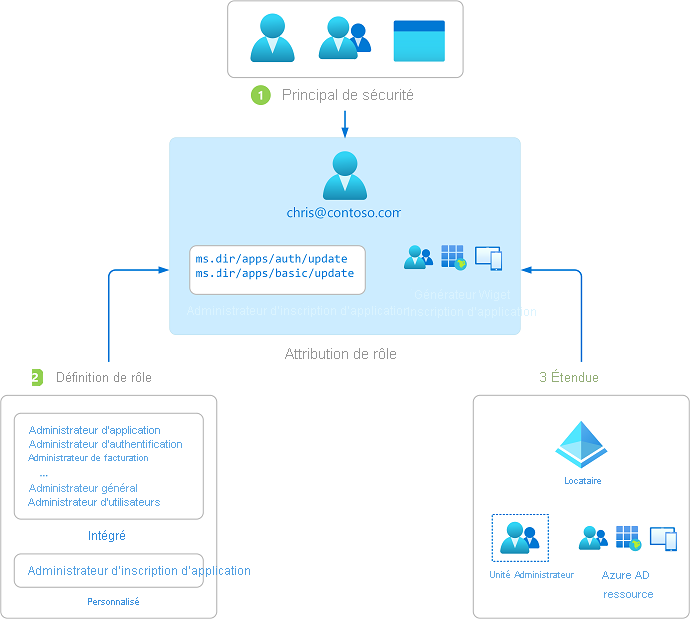 1 Principal de sécurité
chris@contoso.com
ms.dir/apps/auth/update
ms.dir/apps/basic/update
Générateur Widget
Administrateur d'inscription d'application
Inscription d'application
Attribution de rôle
2 Définition de rôle
Administrateur d'application
Administrateur d'authentification
Administrateur de facturation
...
Administrateur général
Administrateur d'utilisateurs
Intégré
Administrateur d'inscription d'application
Personnalisé
3 Étendue
Locataire
Unité Administrateur
Azure AD
ressource